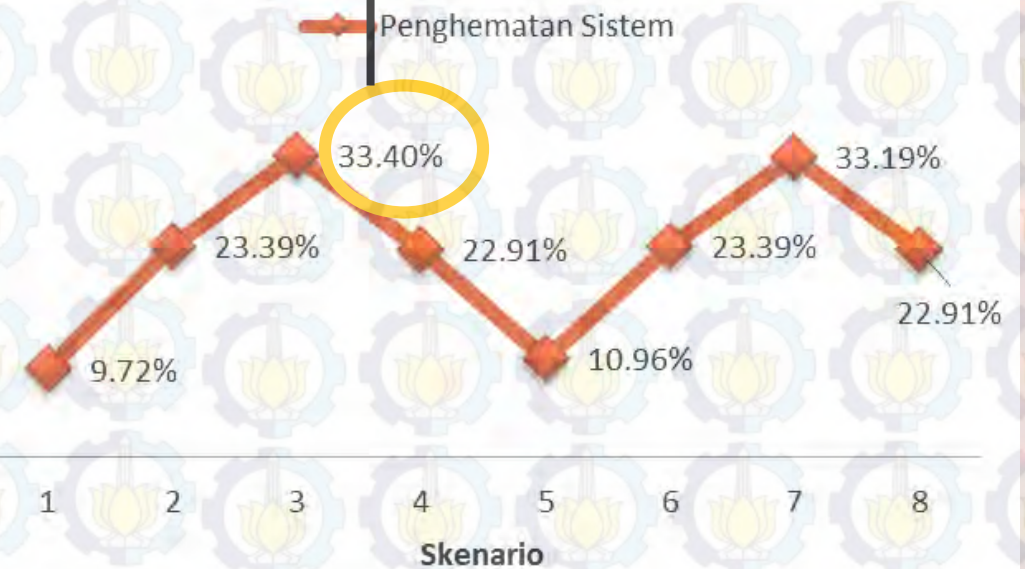 Penghematan Sistem
33.40%
33.19%
23.39%
22.91%
23.39%
22.91%
9.72%
10.96%
1 2 3 4 5 6 7 8
Skenario